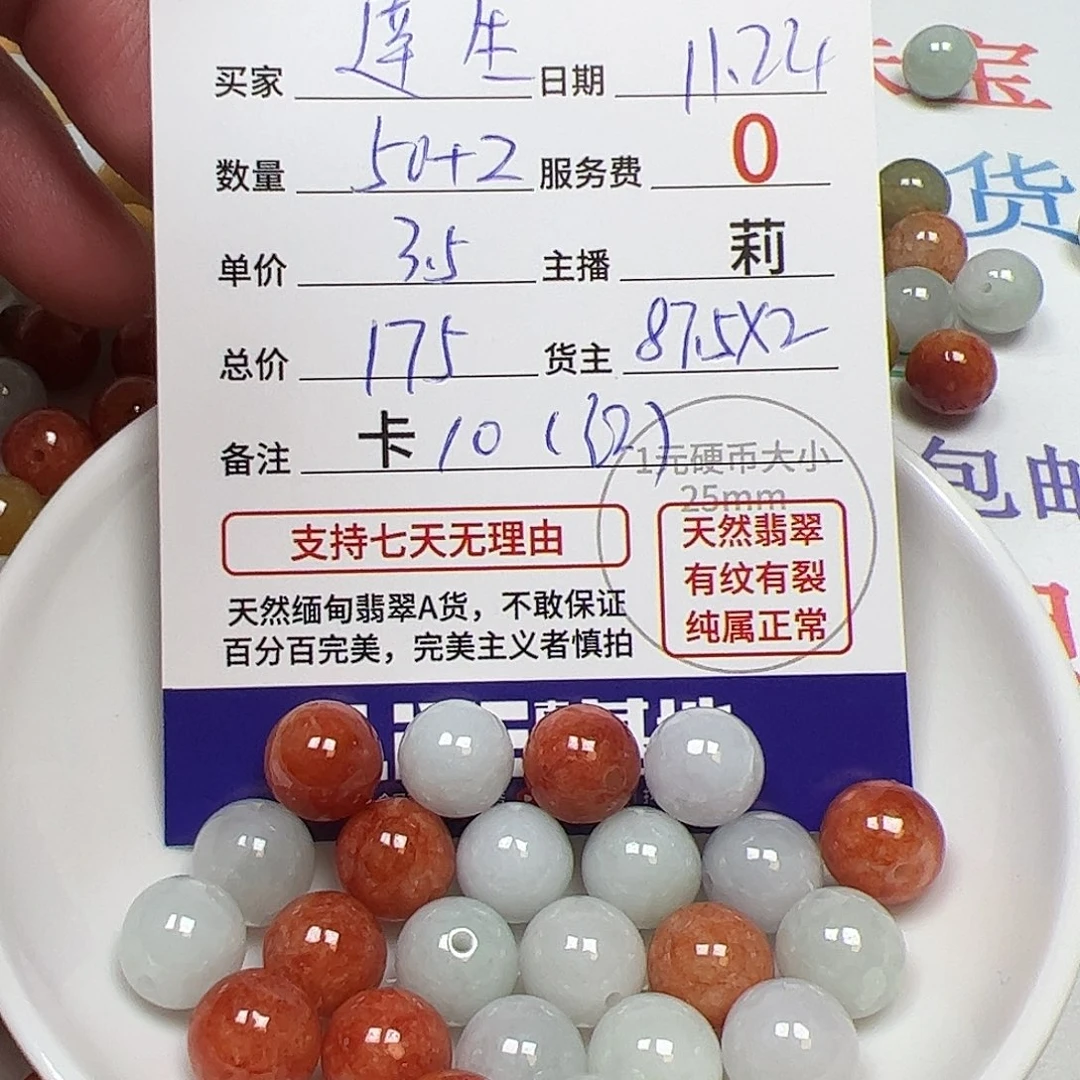 买家 莲生 日期 11.24
数量 50+2 服务费 0
单价 3.5 主播 莉
总价 175 货主 87.5X2
备注 卡 10
1元硬币大小
25mm
支持七天无理由
天然缅甸翡翠A货，不敢保证
百分百完美，完美主义者慎拍
天然翡翠
有纹有裂
纯属正常
宝
货
包邮